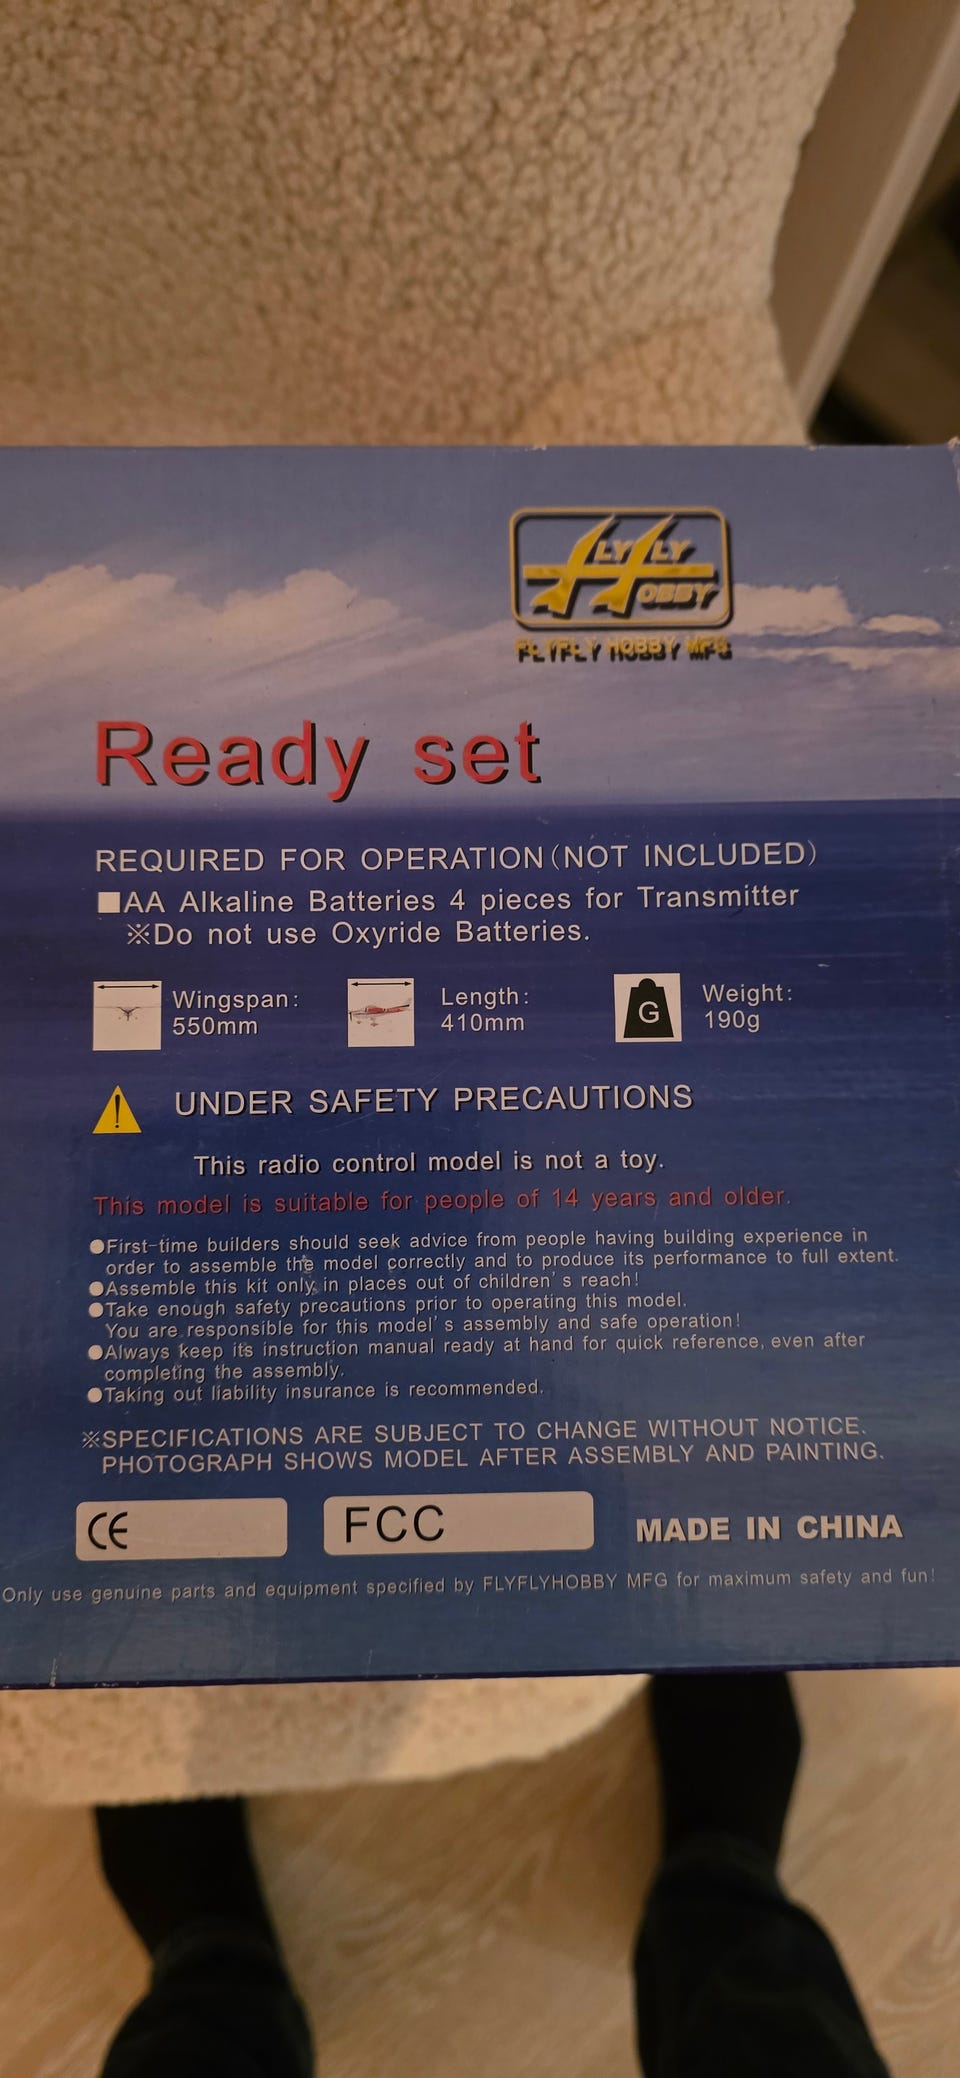 FLYFLY HOBBY
FLYFLY HOBBY MFG
Ready set
REQUIRED FOR OPERATION(NOT INCLUDED)
■AA Alkaline Batteries 4 pieces for Transmitter
※Do not use Oxyride Batteries.
Wingspan:
550mm
Length:
410mm
G
Weight:
190g
! UNDER SAFETY PRECAUTIONS
This radio control model is not a toy.
This model is suitable for people of 14 years and older.
●First-time builders should seek advice from people having building experience in
order to assemble the model correctly and to produce its performance to full extent.
●Assemble this kit only in places out of children's reach!
●Take enough safety precautions prior to operating this model.
You are responsible for this model's assembly and safe operation!
●Always keep its instruction manual ready at hand for quick reference, even after
completing the assembly.
●Taking out liability insurance is recommended.
※SPECIFICATIONS ARE SUBJECT TO CHANGE WITHOUT NOTICE.
PHOTOGRAPH SHOWS MODEL AFTER ASSEMBLY AND PAINTING.
CE
FCC
MADE IN CHINA
Only use genuine parts and equipment specified by FLYFLYHOBBY MFG for maximum safety and fun!